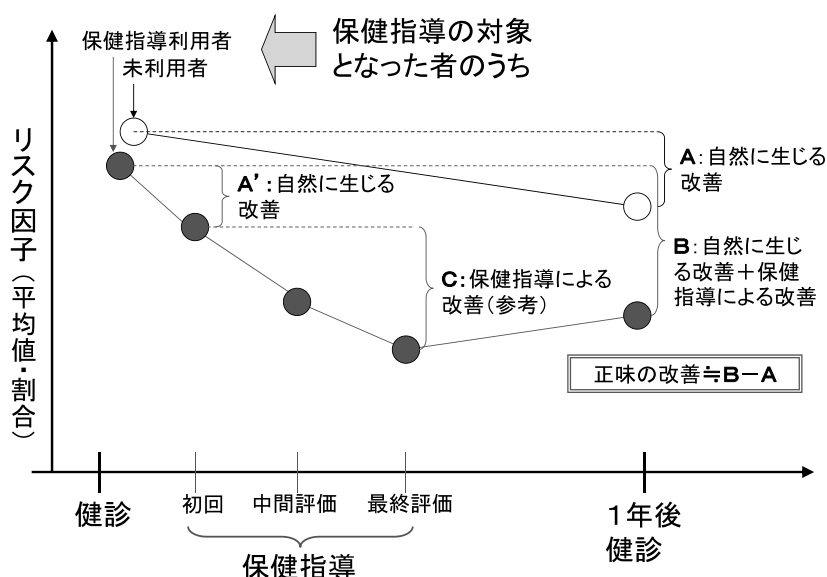 保健指導の対象
となった者のうち
保健指導利用者
未利用者
リスク因子（平均値・割合）
A：自然に生じる
改善
A’：自然に生じる
改善
B：自然に生じ
る改善＋保健
指導による改善
C：保健指導による
改善（参考）
正味の改善≒B－A
健診
初回
中間評価
最終評価
１年後
健診
保健指導